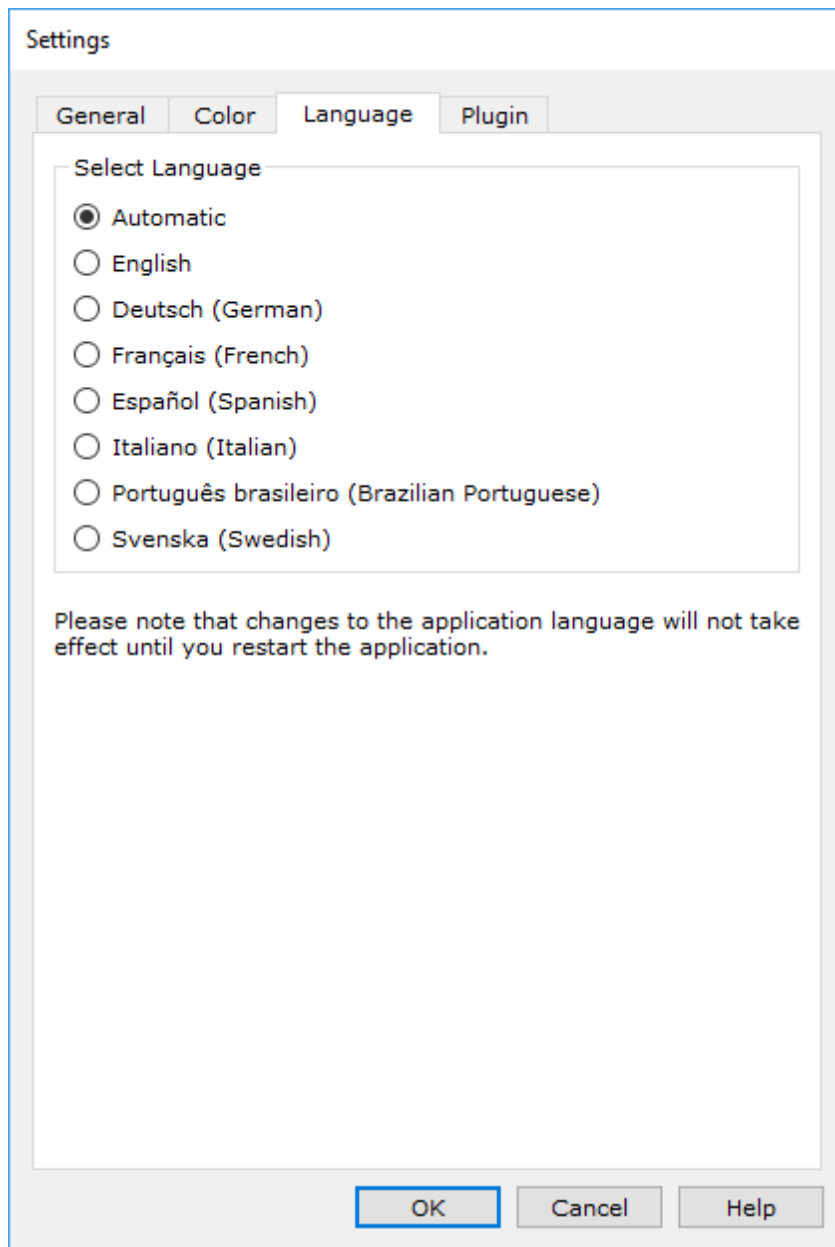 Settings
General Color Language Plugin
Select Language
Automatic
English
Deutsch (German)
Français (French)
Español (Spanish)
Italiano (Italian)
Português brasileiro (Brazilian Portuguese)
Svenska (Swedish)
Please note that changes to the application language will not take
effect until you restart the application.
OK Cancel Help